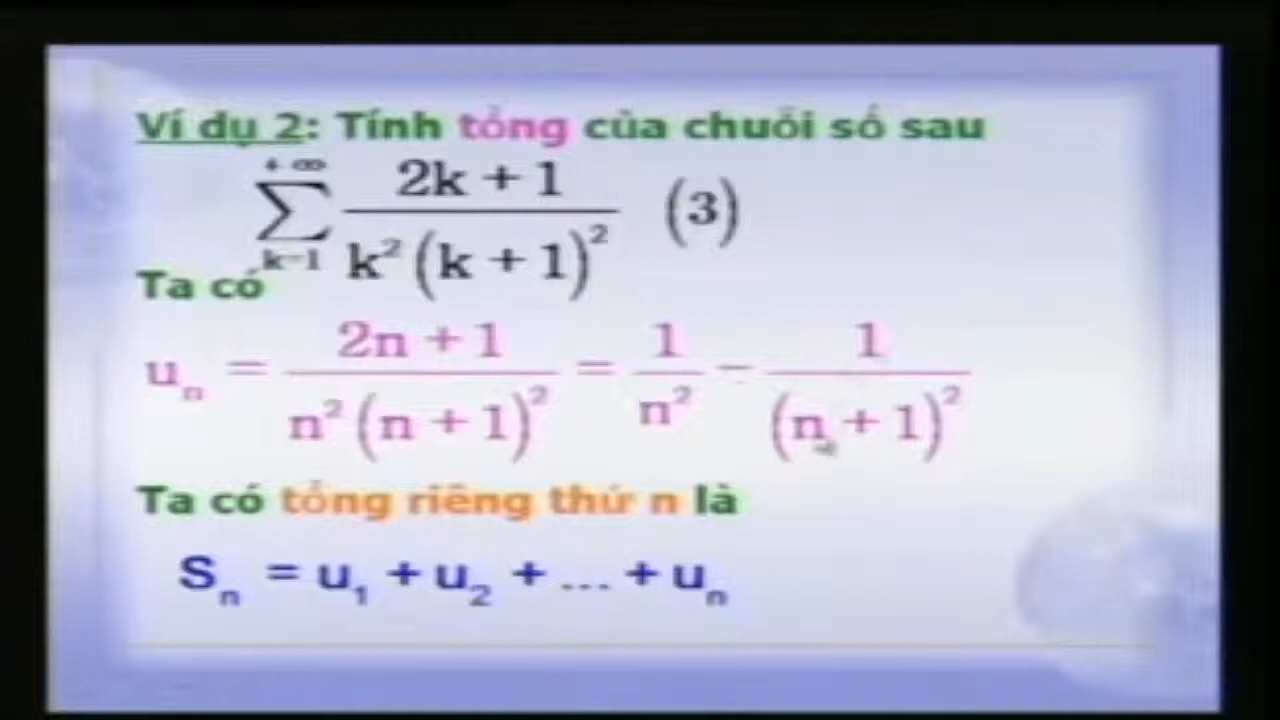 Ví dụ 2: Tính tổng của chuỗi số sau
+∞ ∑ k=1 (2k + 1) / (k²(k + 1)²) (3)
Ta có
uₙ = (2n + 1) / (n²(n + 1)²) = 1 / n² − 1 / (n + 1)²
Ta có tổng riêng thứ n là
Sₙ = u₁ + u₂ + ... + uₙ